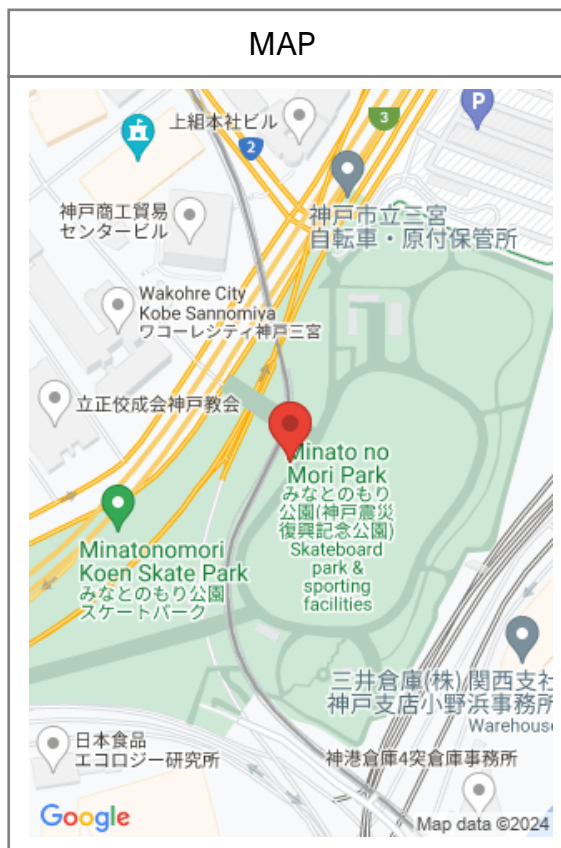 MAP
上組本社ビル
2
3
P
神戸商工貿易
センタービル
神戸市立三宮
自転車・原付保管所
Wakohre City
Kobe Sannomiya
ワコーレシティ神戸三宮
立正佼成会神戸教会
Minato no
Mori Park
みなとのもり
公園(神戸震災
復興記念公園)
Skateboard
park &
sporting
facilities
Minatonomori
Koen Skate Park
みなとのもり公園
スケートパーク
三井倉庫(株) 関西支社
神戸支店小野浜事務所
Warehouse
日本食品
エコロジー研究所
神港倉庫4突倉庫事務所
Google
Map data ©2024